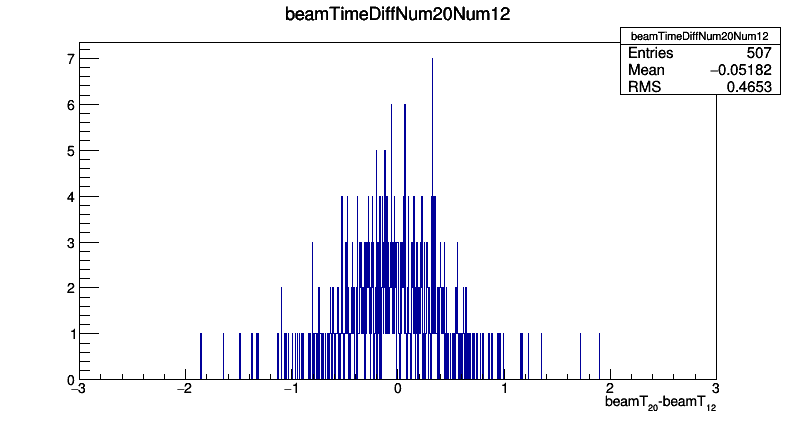 beamTimeDiffNum20Num12
beamTimeDiffNum20Num12
Entries 507
Mean −0.05182
RMS 0.4653
7
6
5
4
3
2
1
0
−3 −2 −1 0 1 2 3
beamT20-beamT12